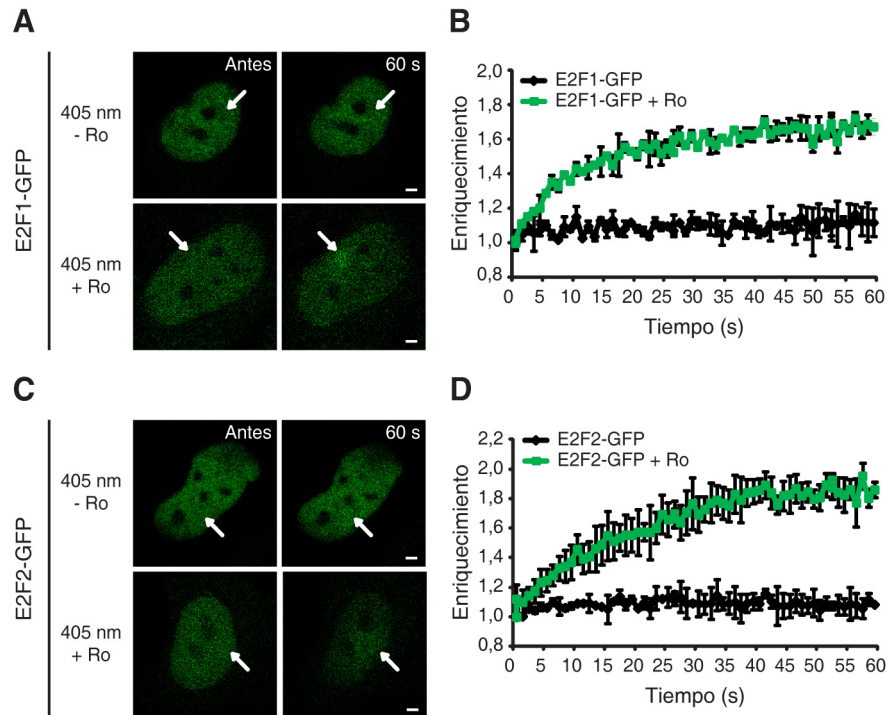 A
Antes
60 s
405 nm
- Ro
405 nm
+ Ro
E2F1-GFP
B
E2F1-GFP
E2F1-GFP + Ro
Enriquecimiento
2,0
1,8
1,6
1,4
1,2
1,0
0,8
0 5 10 15 20 25 30 35 40 45 50 55 60
Tiempo (s)
C
Antes
60 s
405 nm
- Ro
405 nm
+ Ro
E2F2-GFP
D
E2F2-GFP
E2F2-GFP + Ro
Enriquecimiento
2,2
2,0
1,8
1,6
1,4
1,2
1,0
0,8
0 5 10 15 20 25 30 35 40 45 50 55 60
Tiempo (s)